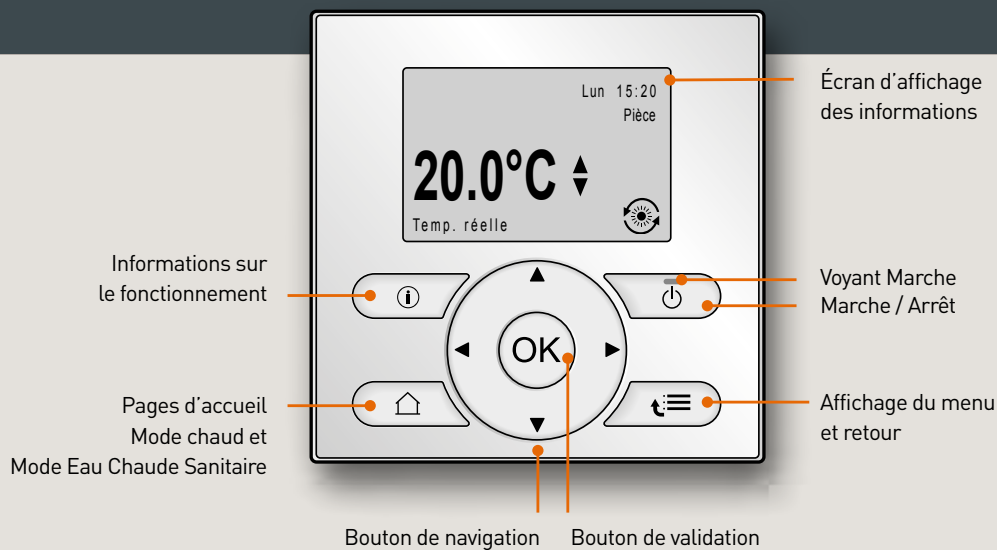 Lun 15:20
Pièce
20.0°C
Temp. réelle
OK
Écran d'affichage
des informations
Informations sur
le fonctionnement
Voyant Marche
Marche / Arrêt
Pages d'accueil
Mode chaud et
Mode Eau Chaude Sanitaire
Affichage du menu
et retour
Bouton de navigation
Bouton de validation